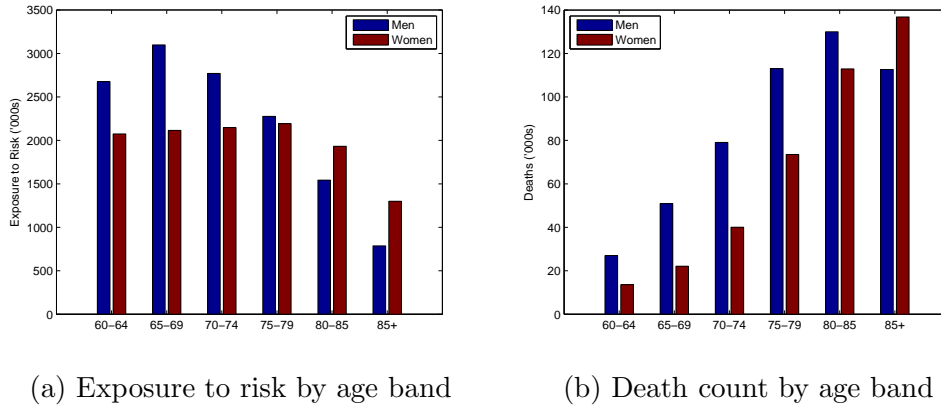 3500
3000
2500
2000
1500
1000
500
0
Exposure to Risk ('000s)
Men
Women
60−64 65−69 70−74 75−79 80−85 85+
(a) Exposure to risk by age band
140
120
100
80
60
40
20
0
Deaths ('000s)
Men
Women
60−64 65−69 70−74 75−79 80−85 85+
(b) Death count by age band